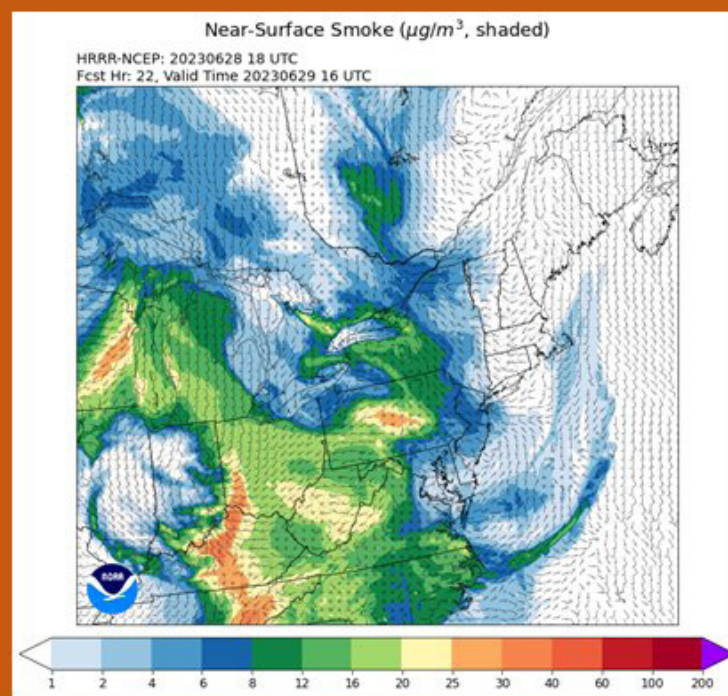 Near-Surface Smoke (μg/m³, shaded)
HRRR-NCEP: 20230628 18 UTC
Fcst Hr: 22, Valid Time 20230629 16 UTC
NOAA
1 2 4 6 8 12 16 20 25 30 40 60 100 200